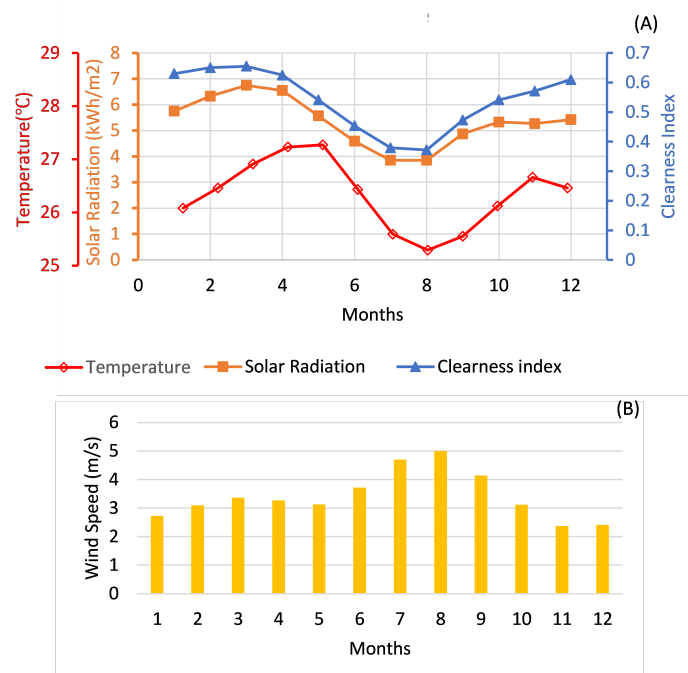 (A)
29
28
27
26
25
Temperature(℃)
8
7
6
5
4
3
2
1
0
Solar Radiation (kWh/m2)
0.7
0.6
0.5
0.4
0.3
0.2
0.1
0
Clearness Index
0 2 4 6 8 10 12
Months
Temperature Solar Radiation Clearness index
(B)
6
5
4
3
2
1
0
Wind Speed (m/s)
1 2 3 4 5 6 7 8 9 10 11 12
Months